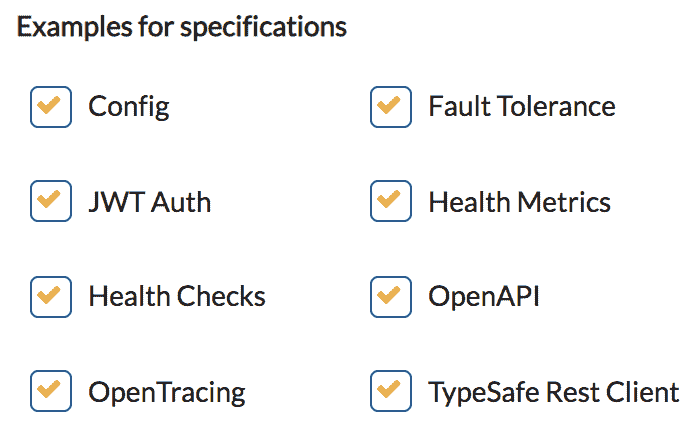 Examples for specifications
Config
Fault Tolerance
JWT Auth
Health Metrics
Health Checks
OpenAPI
OpenTracing
TypeSafe Rest Client